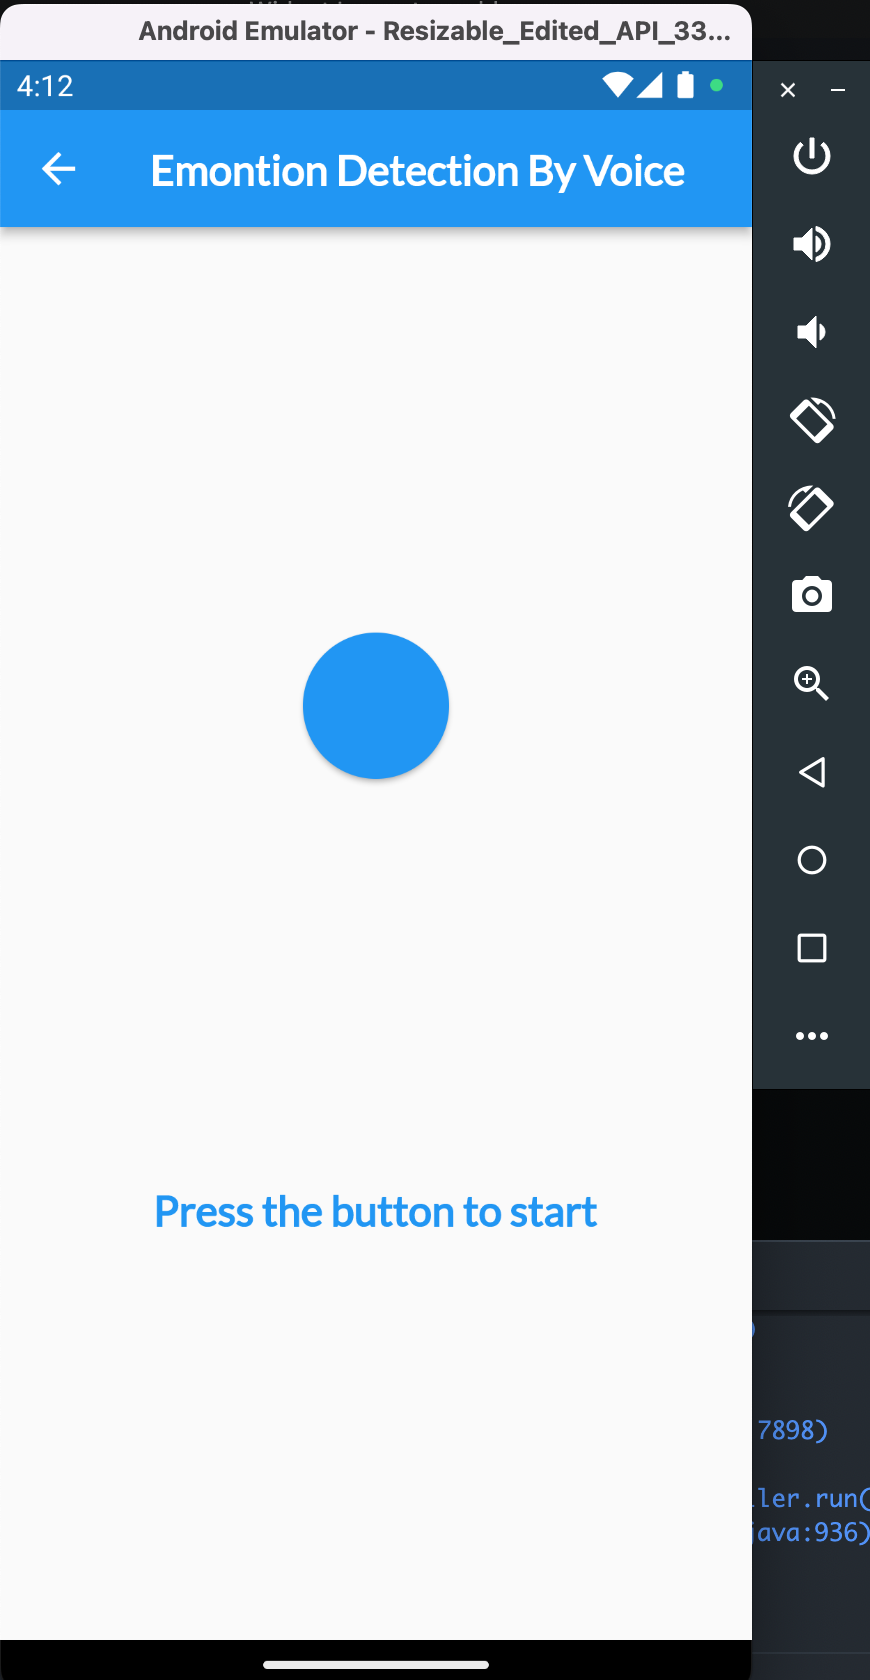 Android Emulator - Resizable_Edited_API_33...
4:12
Emontion Detection By Voice
Press the button to start
7898)
ler.run(
java:936)